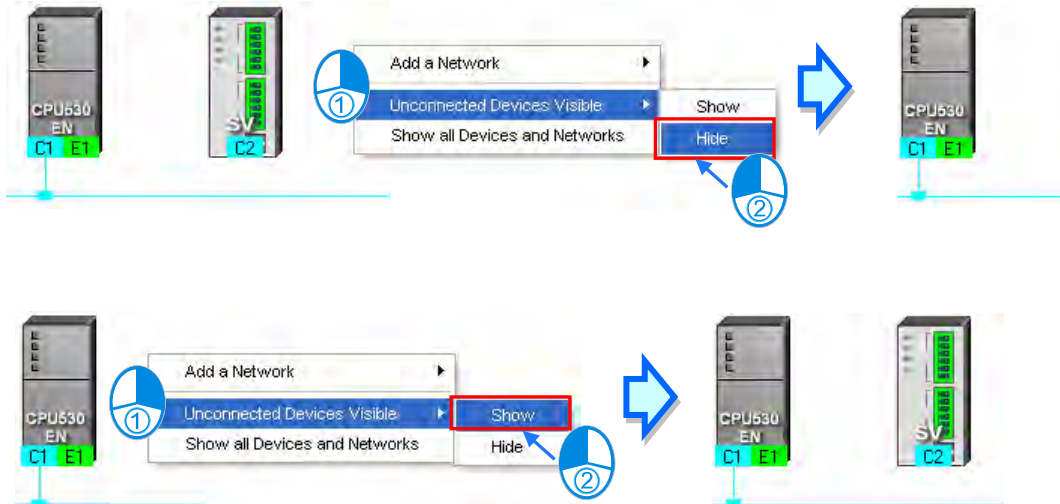 CPU530
EN
C1 E1
SV
C2
①
Add a Network
Unconnected Devices Visible
Show all Devices and Networks
Show
Hide
②
CPU530
EN
C1 E1
CPU530
EN
C1 E1
①
Add a Network
Unconnected Devices Visible
Show all Devices and Networks
Show
Hide
②
CPU530
EN
C1 E1
SV
C2